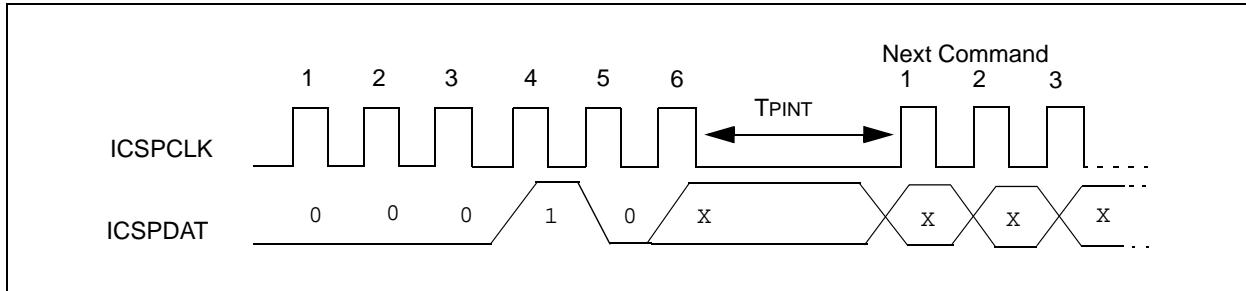 Next Command
1 2 3 4 5 6 1 2 3
TPINT
ICSPCLK
ICSPDAT 0 0 0 1 0 X X X X